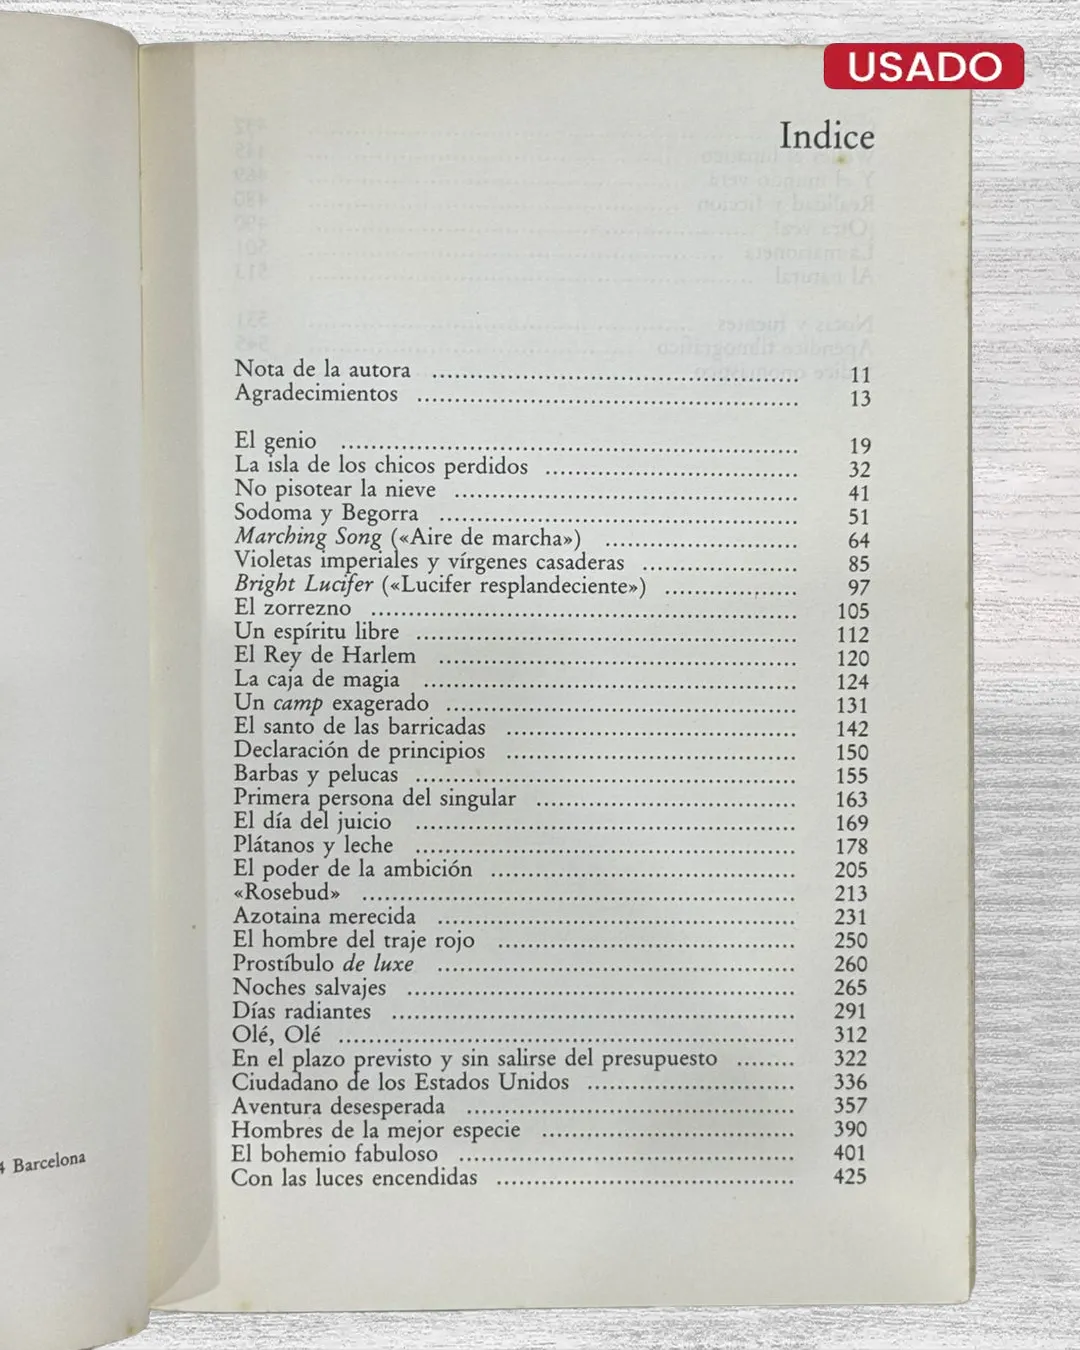 USADO
Indice
Nota de la autora ........................................ 11
Agradecimientos ........................................ 13
El genio ........................................ 19
La isla de los chicos perdidos ........................................ 32
No pisotear la nieve ........................................ 41
Sodoma y Begorra ........................................ 51
Marching Song («Aire de marcha») ........................................ 64
Violetas imperiales y vírgenes casaderas .................... 85
Bright Lucifer («Lucifer resplandeciente») .................... 97
El zorrezno ........................................ 105
Un espíritu libre ........................................ 112
El Rey de Harlem ........................................ 120
La caja de magia ........................................ 124
Un camp exagerado ........................................ 131
El santo de las barricadas .............................. 142
Declaración de principios .............................. 150
Barbas y pelucas ........................................ 155
Primera persona del singular .............................. 163
El día del juicio ........................................ 169
Plátanos y leche ........................................ 178
El poder de la ambición .............................. 205
«Rosebud» ........................................ 213
Azotaina merecida ........................................ 231
El hombre del traje rojo .............................. 250
Prostíbulo de luxe ........................................ 260
Noches salvajes ........................................ 265
Días radiantes ........................................ 291
Olé, Olé ........................................ 312
En el plazo previsto y sin salirse del presupuesto ........ 322
Ciudadano de los Estados Unidos .................... 336
Aventura desesperada .............................. 357
Hombres de la mejor especie .............................. 390
El bohemio fabuloso .............................. 401
Con las luces encendidas .............................. 425
4 Barcelona